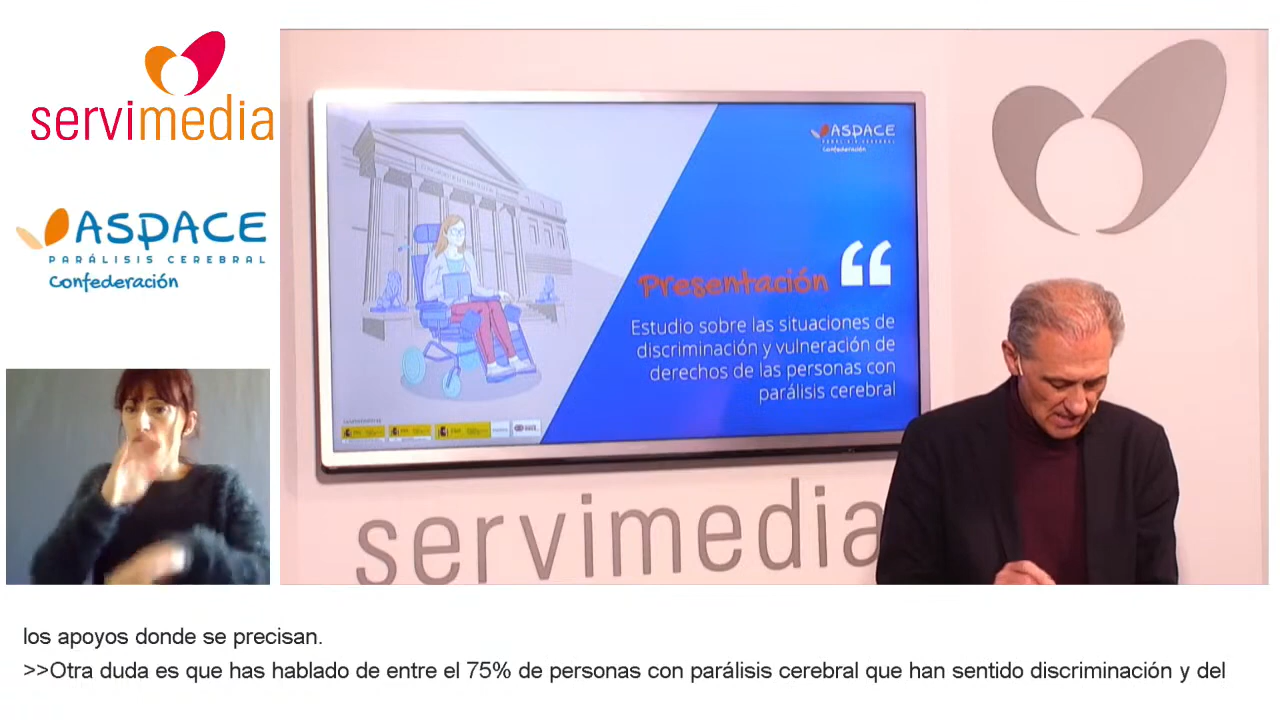 servimedia
ASPACE
PARÁLISIS CEREBRAL
Confederación
ASPACE
PARÁLISIS CEREBRAL
Confederación
Presentación
Estudio sobre las situaciones de
discriminación y vulneración de
derechos de las personas con
parálisis cerebral
servimedia
los apoyos donde se precisan.
>>Otra duda es que has hablado de entre el 75% de personas con parálisis cerebral que han sentido discriminación y del